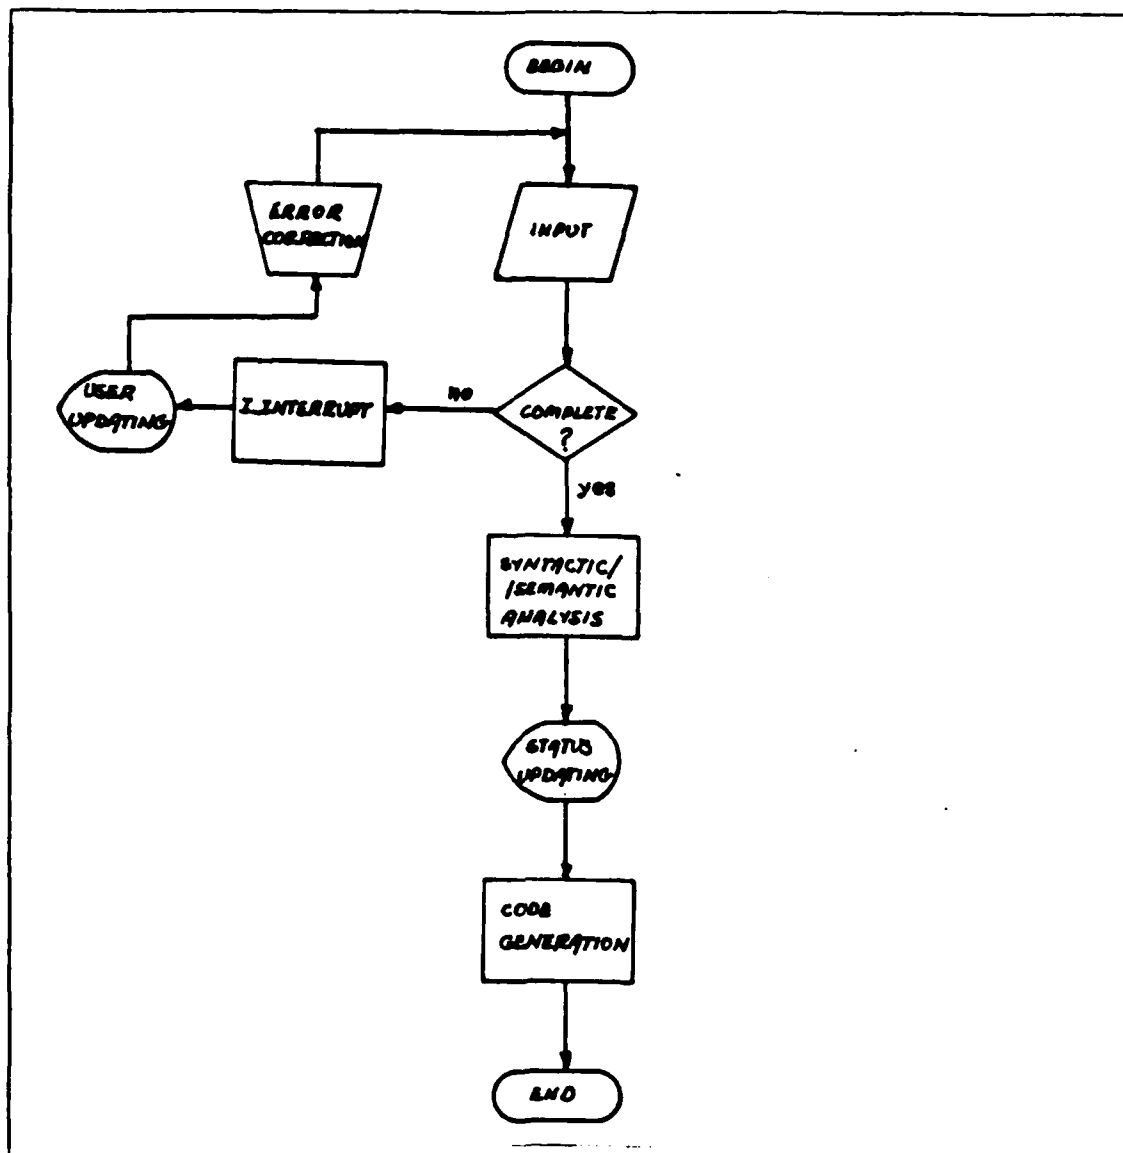 BEGIN
ERROR
CORRECTION
INPUT
USER
UPDATING
I_INTERRUPT
no
COMPLETE
?
yes
SYNTACTIC/
/SEMANTIC
ANALYSIS
STATUS
UPDATING
CODE
GENERATION
END